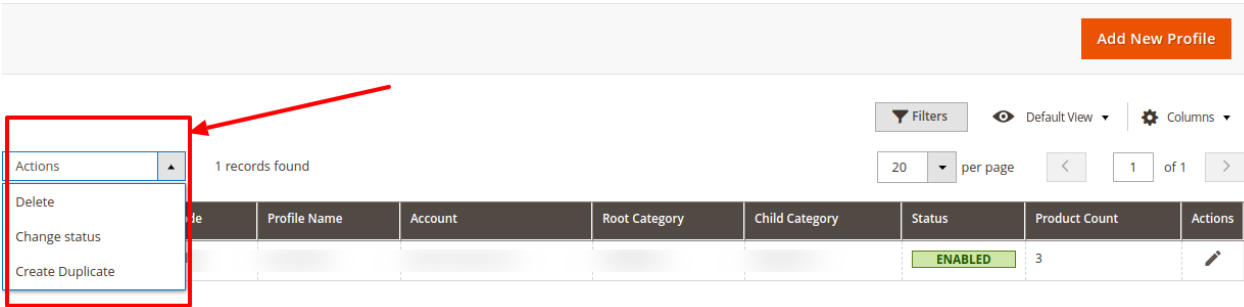 Add New Profile
Filters Default View Columns
Actions 1 records found 20 per page 1 of 1
Delete
Change status
Create Duplicate
Profile Name Account Root Category Child Category Status Product Count Actions
ENABLED 3